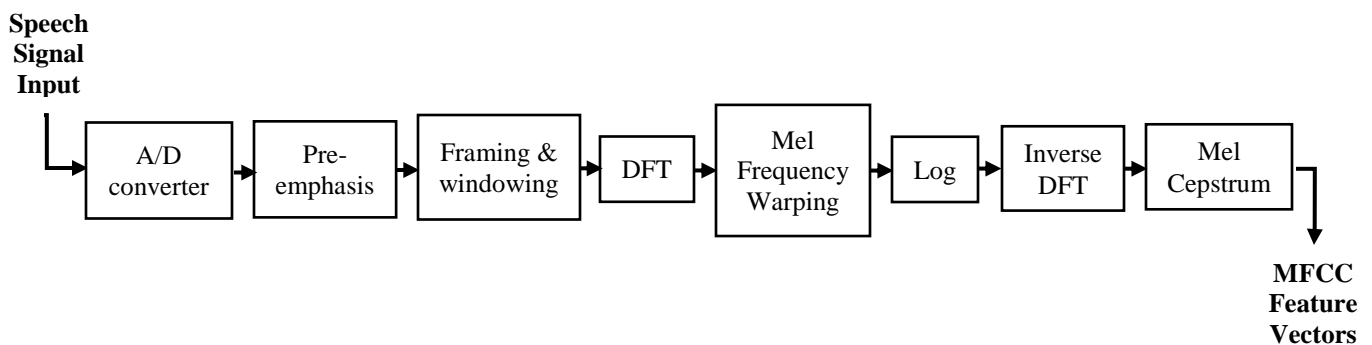 Speech
Signal
Input
A/D
converter
Pre-
emphasis
Framing &
windowing
DFT
Mel
Frequency
Warping
Log
Inverse
DFT
Mel
Cepstrum
MFCC
Feature
Vectors